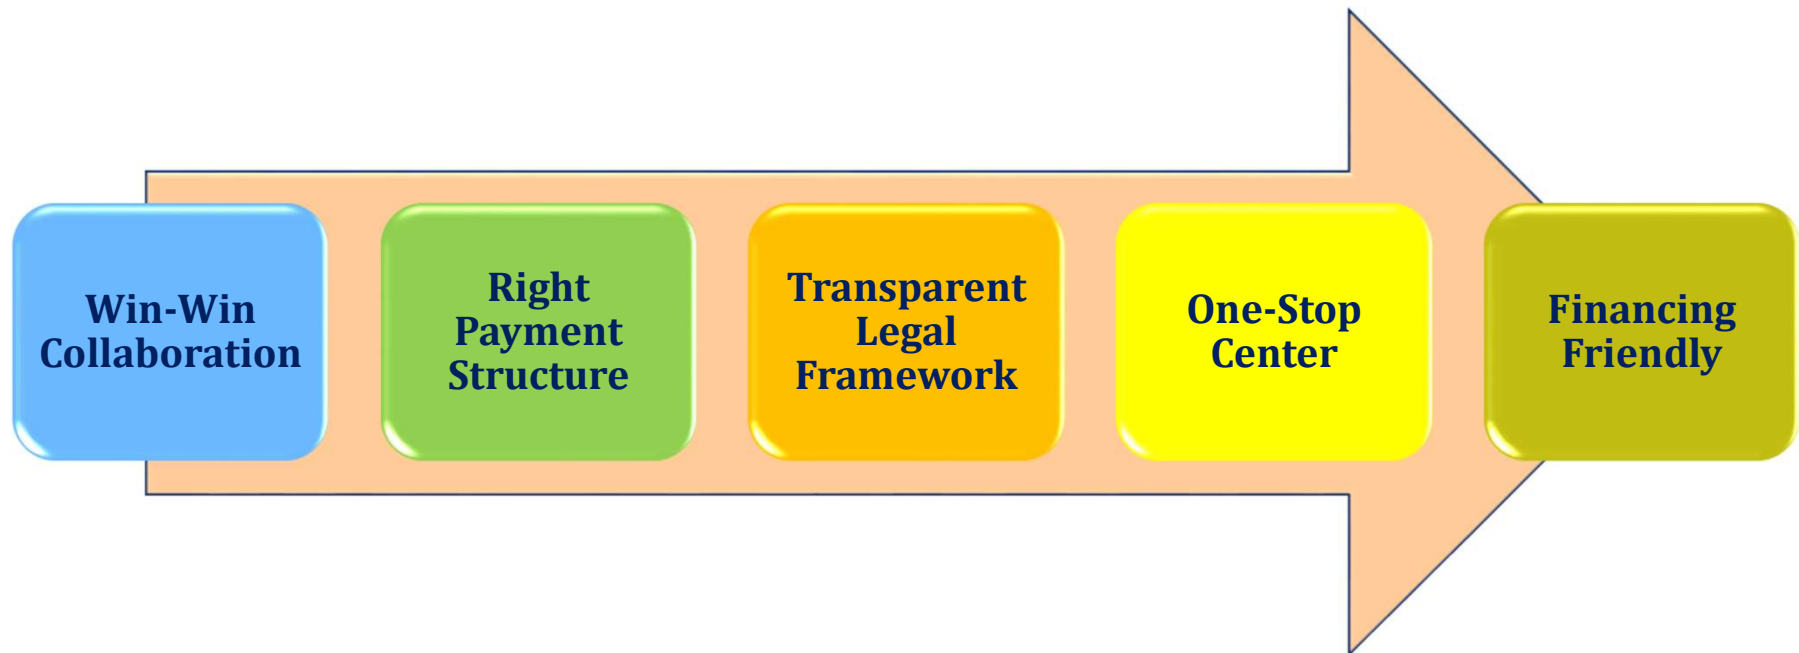 Win-Win
Collaboration
Right
Payment
Structure
Transparent
Legal
Framework
One-Stop
Center
Financing
Friendly